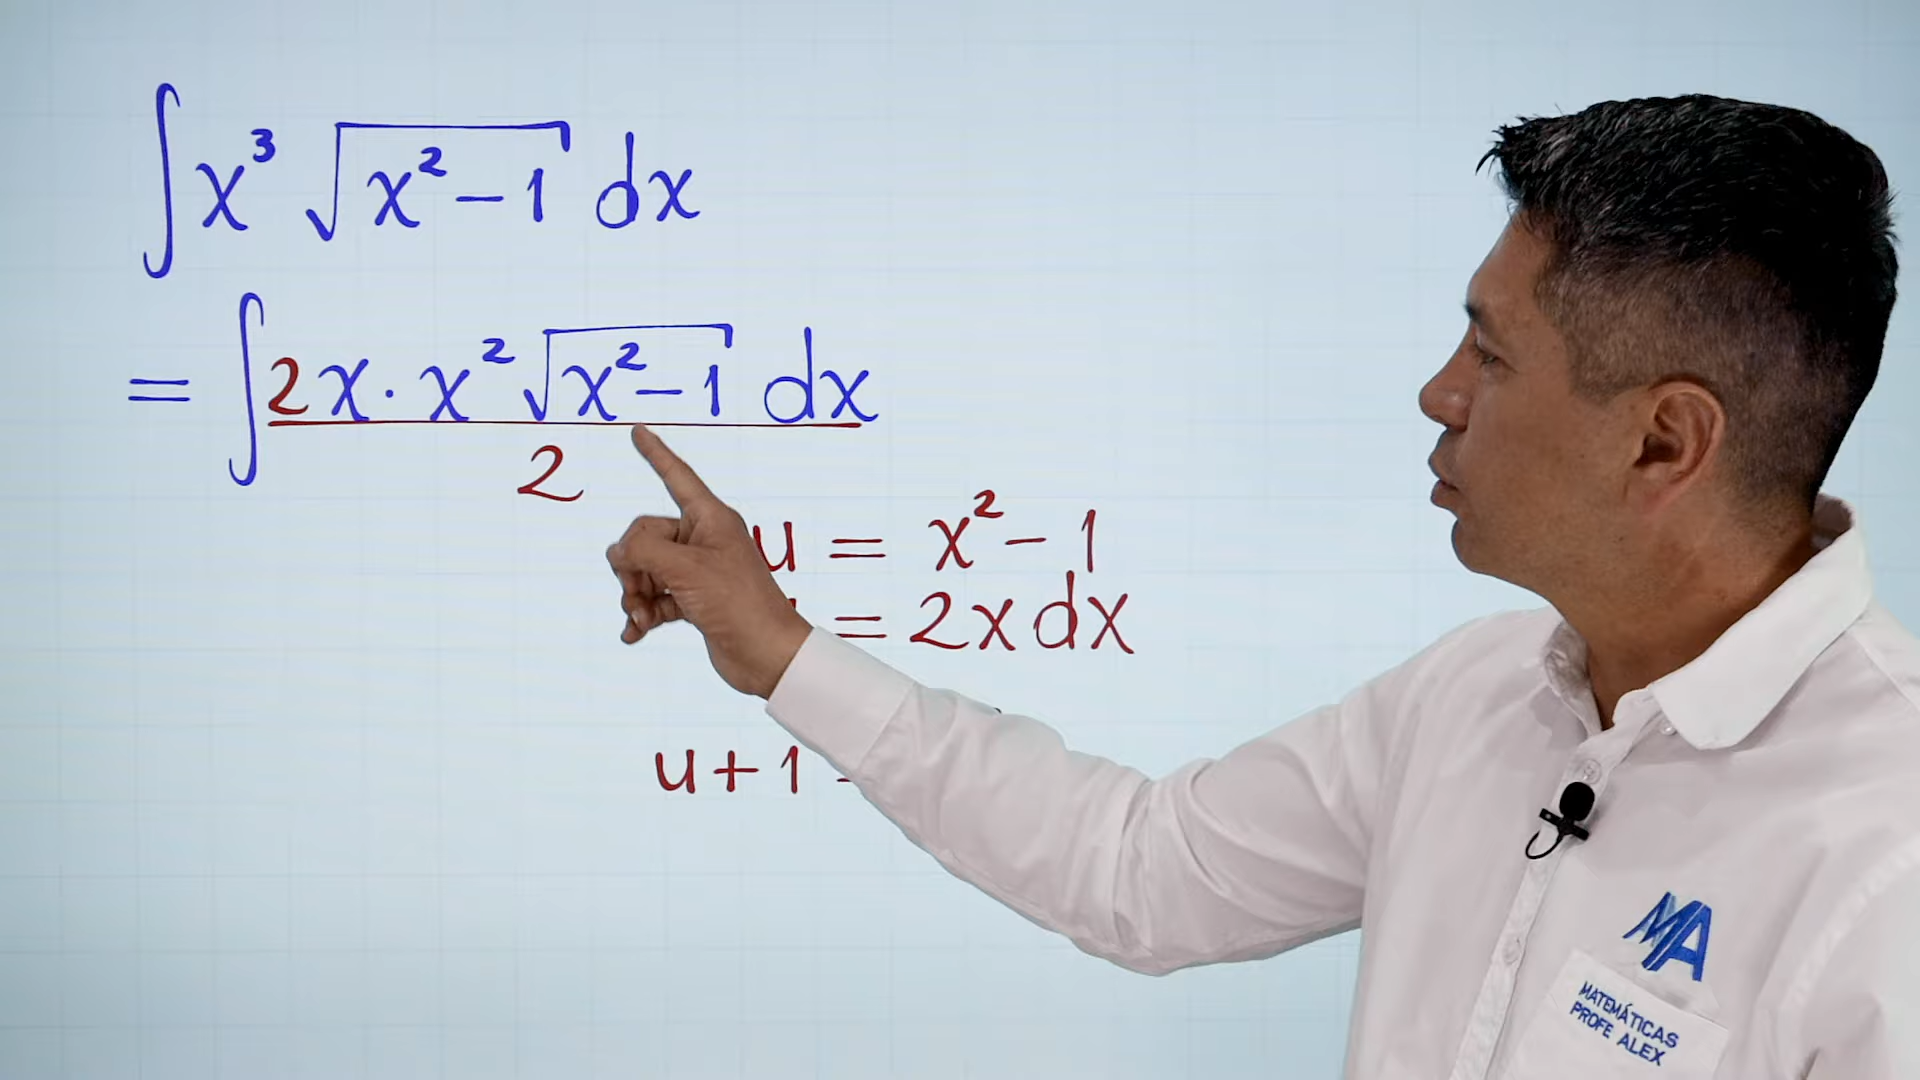 ∫x³ √(x²-1) dx
= ∫ 2x · x² √(x²-1) dx / 2
u = x² - 1
= 2x dx
u + 1
MA
MATEMÁTICAS
PROFE ALEX